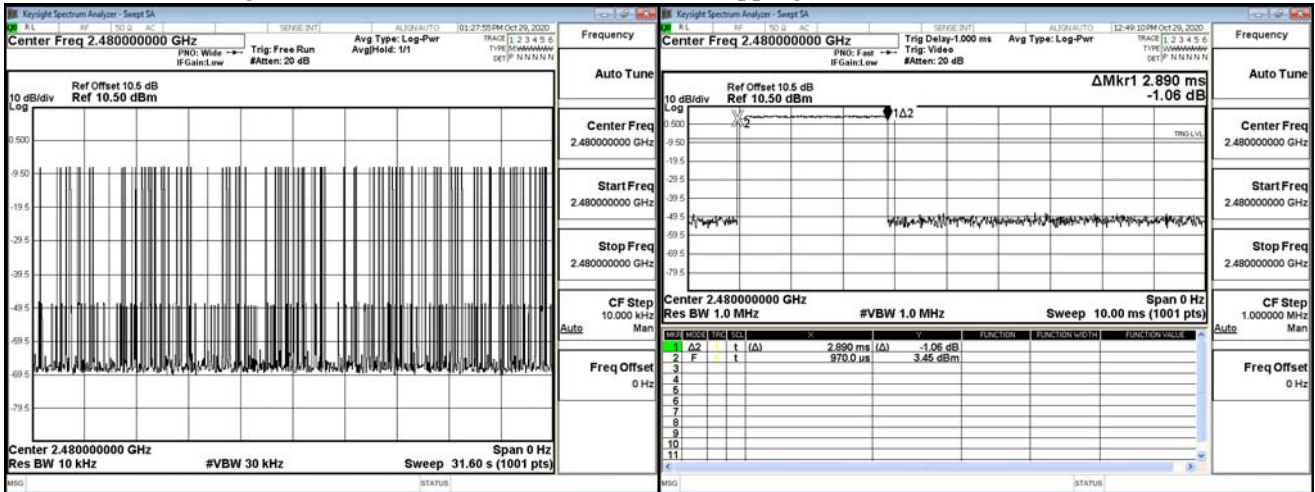 Keysight Spectrum Analyzer - Swept SA
RL RF 50 Ω AC SENSE:INT ALIGN AUTO 01:27:55 PM Oct 29, 2020
Center Freq 2.480000000 GHz
PNO: Wide
IFGain:Low
Trig: Free Run
#Atten: 20 dB
Avg Type: Log-Pwr
Avg|Hold: 1/1
TRACE 1 2 3 4 5 6
TYPE MWWWWW
DET P N N N N N
Ref Offset 10.5 dB
10 dB/div Ref 10.50 dBm
Log
0.500
-9.50
-19.5
-29.5
-39.5
-49.5
-59.5
-69.5
-79.5
Center 2.480000000 GHz Span 0 Hz
Res BW 10 kHz #VBW 30 kHz Sweep 31.60 s (1001 pts)
MSG STATUS
Frequency
Auto Tune
Center Freq
2.480000000 GHz
Start Freq
2.480000000 GHz
Stop Freq
2.480000000 GHz
CF Step
10.000 kHz
Auto Man
Freq Offset
0 Hz
Keysight Spectrum Analyzer - Swept SA
RL RF 50 Ω AC SENSE:INT ALIGN AUTO 12:49:10 PM Oct 29, 2020
Center Freq 2.480000000 GHz
PNO: Fast
IFGain:Low
Trig Delay-1.000 ms
Trig: Video
#Atten: 20 dB
Avg Type: Log-Pwr
TRACE 1 2 3 4 5 6
TYPE WWWWWW
DET P N N N N N
ΔMkr1 2.890 ms
-1.06 dB
Ref Offset 10.5 dB
10 dB/div Ref 10.50 dBm
Log
1Δ2
2
TRIG LVL
0.500
-9.50
-19.5
-29.5
-39.5
-49.5
-59.5
-69.5
-79.5
Center 2.480000000 GHz Span 0 Hz
Res BW 1.0 MHz #VBW 1.0 MHz Sweep 10.00 ms (1001 pts)
MKR MODE TRC SCL X Y FUNCTION FUNCTION WIDTH FUNCTION VALUE
1 Δ2 1 t (Δ) 2.890 ms (Δ) -1.06 dB
2 F 1 t 970.0 µs 3.45 dBm
3
4
5
6
7
8
9
10
11
MSG STATUS
Frequency
Auto Tune
Center Freq
2.480000000 GHz
Start Freq
2.480000000 GHz
Stop Freq
2.480000000 GHz
CF Step
1.000000 MHz
Auto Man
Freq Offset
0 Hz